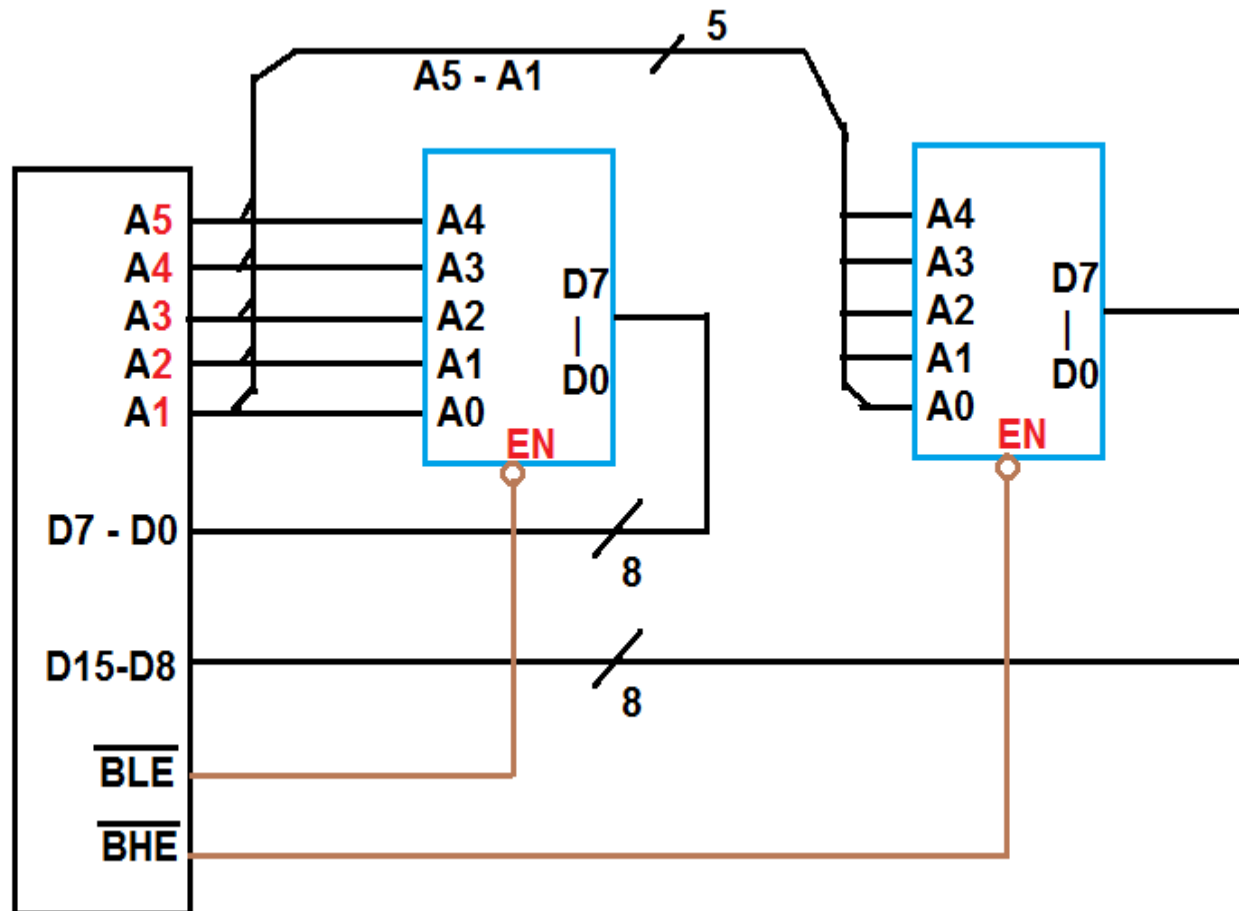 5
A5 - A1
A5
A4
A3
A2
A1
D7 - D0
D15-D8
BLE
BHE
A4
A3
A2
A1
A0
D7
|
D0
EN
A4
A3
A2
A1
A0
D7
|
D0
EN
8
8